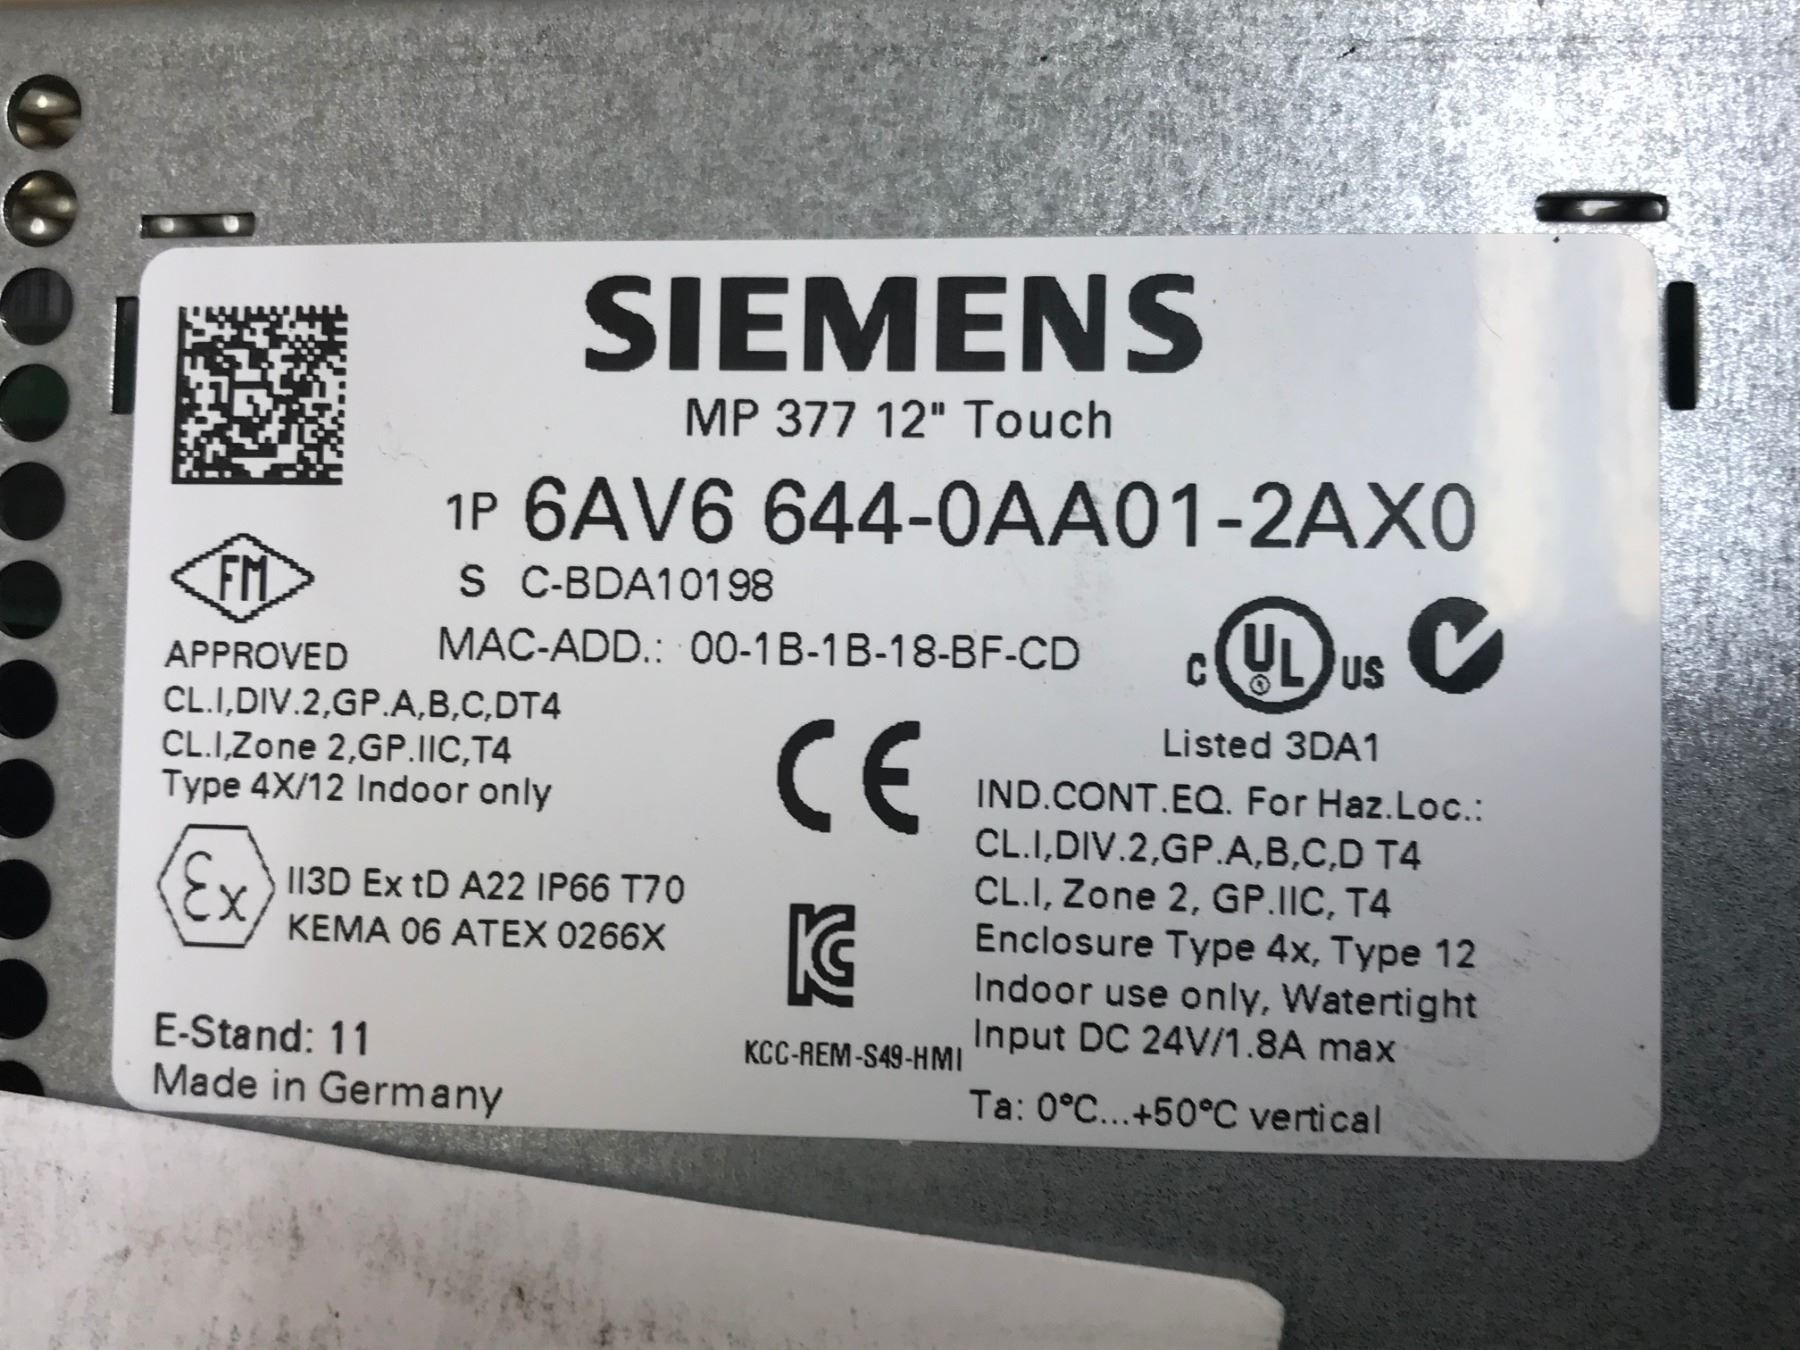 SIEMENS
MP 377 12" Touch
1P 6AV6 644-0AA01-2AX0
S C-BDA10198
MAC-ADD.: 00-1B-1B-18-BF-CD
FM
APPROVED
CL.I,DIV.2,GP.A,B,C,DT4
CL.I,Zone 2,GP.IIC,T4
Type 4X/12 Indoor only
C UL US
Listed 3DA1
CE
IND.CONT.EQ. For Haz.Loc.:
CL.I,DIV.2,GP.A,B,C,D T4
CL.I, Zone 2, GP.IIC, T4
Enclosure Type 4x, Type 12
Indoor use only, Watertight
Input DC 24V/1.8A max
Ta: 0°C...+50°C vertical
Ex
II3D Ex tD A22 IP66 T70
KEMA 06 ATEX 0266X
KC
KCC-REM-S49-HMI
E-Stand: 11
Made in Germany